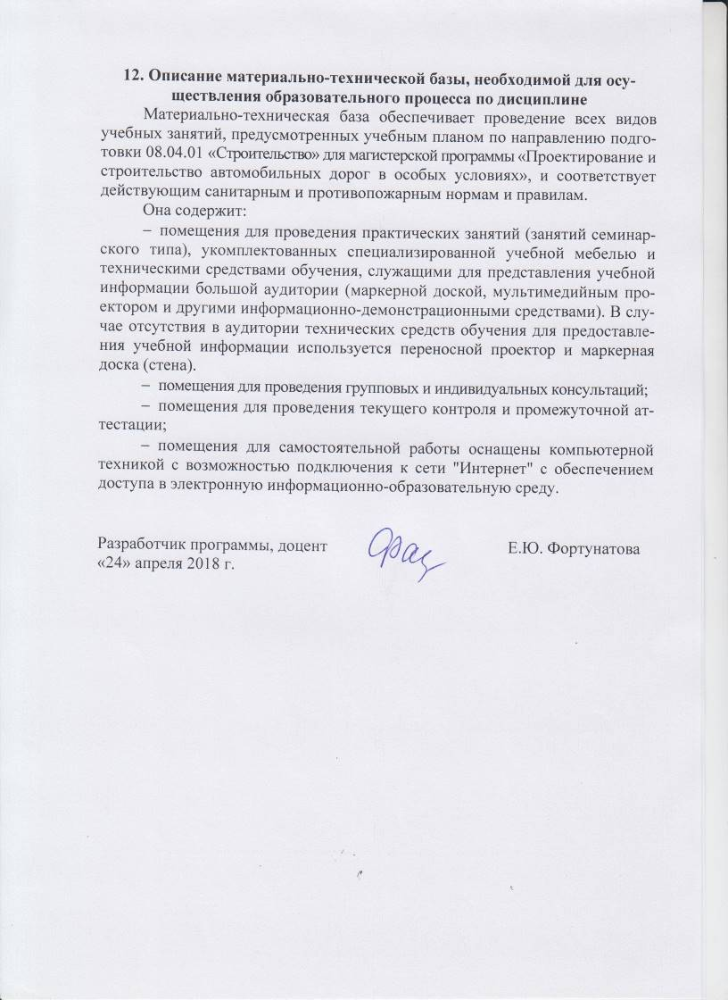 12. Описание материально-технической базы, необходимой для осу-
ществления образовательного процесса по дисциплине
Материально-техническая база обеспечивает проведение всех видов
учебных занятий, предусмотренных учебным планом по направлению подго-
товки 08.04.01 «Строительство» для магистерской программы «Проектирование и
строительство автомобильных дорог в особых условиях», и соответствует
действующим санитарным и противопожарным нормам и правилам.
Она содержит:
– помещения для проведения практических занятий (занятий семинар-
ского типа), укомплектованных специализированной учебной мебелью и
техническими средствами обучения, служащими для представления учебной
информации большой аудитории (маркерной доской, мультимедийным про-
ектором и другими информационно-демонстрационными средствами). В слу-
чае отсутствия в аудитории технических средств обучения для предоставле-
ния учебной информации используется переносной проектор и маркерная
доска (стена).
– помещения для проведения групповых и индивидуальных консультаций;
– помещения для проведения текущего контроля и промежуточной ат-
тестации;
– помещения для самостоятельной работы оснащены компьютерной
техникой с возможностью подключения к сети "Интернет" с обеспечением
доступа в электронную информационно-образовательную среду.
Разработчик программы, доцент Е.Ю. Фортунатова
«24» апреля 2018 г.